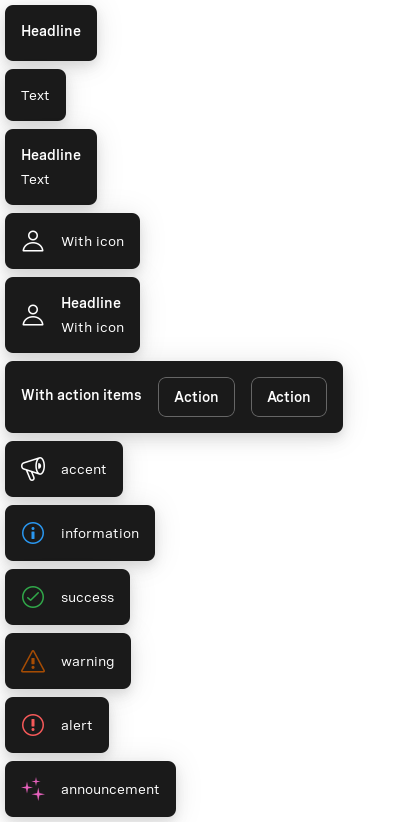 Headline
Text
Headline
Text
With icon
Headline
With icon
With action items Action Action
accent
information
success
warning
alert
announcement